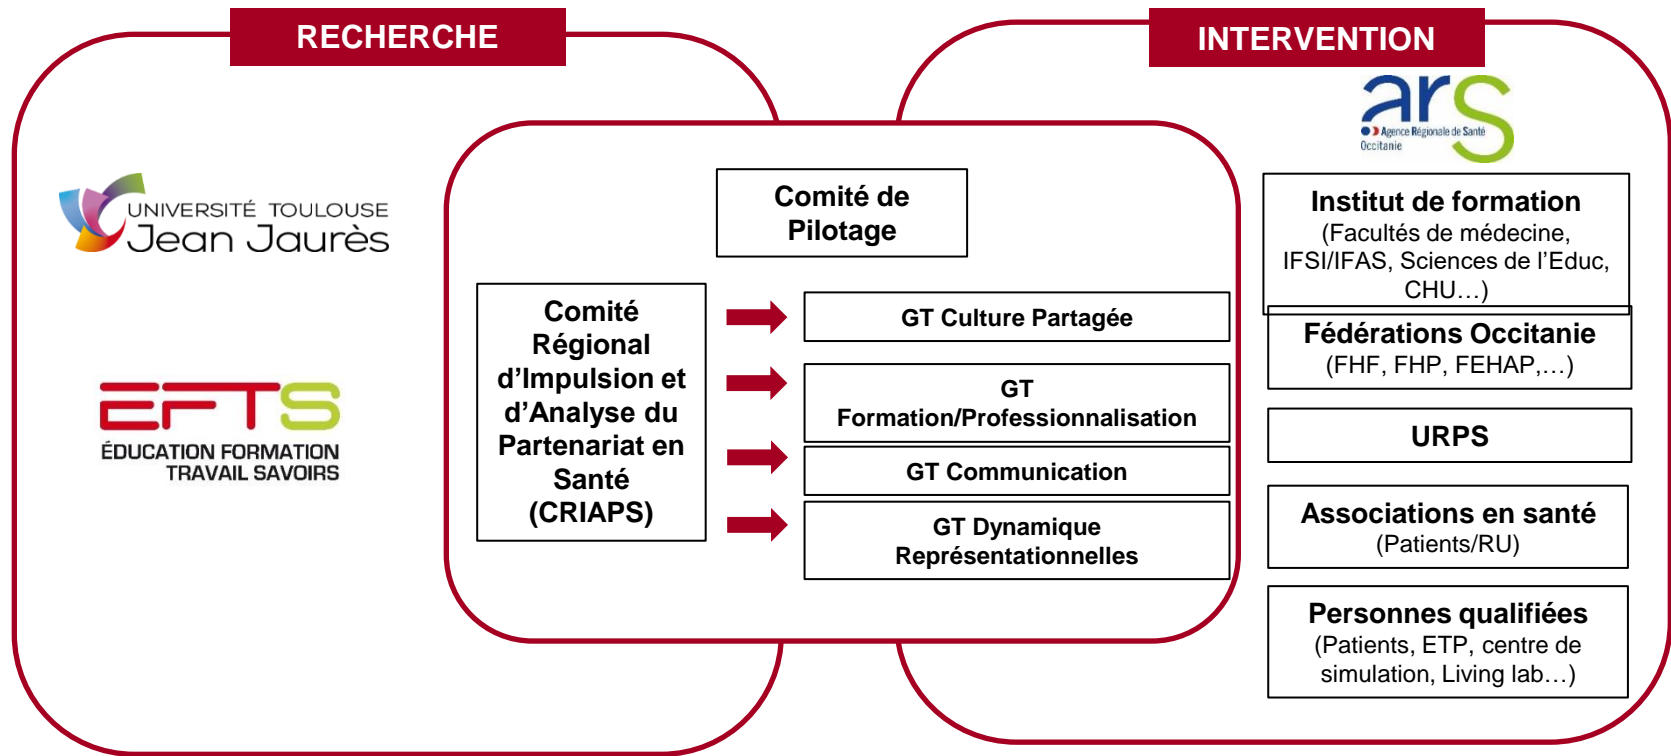 RECHERCHE
INTERVENTION
UNIVERSITÉ TOULOUSE
Jean Jaurès
EFTS
ÉDUCATION FORMATION
TRAVAIL SAVOIRS
Comité de
Pilotage
Comité
Régional
d’Impulsion et
d’Analyse du
Partenariat en
Santé
(CRIAPS)
GT Culture Partagée
GT
Formation/Professionnalisation
GT Communication
GT Dynamique
Représentationnelles
ars
Agence Régionale de Santé
Occitanie
Institut de formation
(Facultés de médecine,
IFSI/IFAS, Sciences de l’Educ,
CHU…)
Fédérations Occitanie
(FHF, FHP, FEHAP,…)
URPS
Associations en santé
(Patients/RU)
Personnes qualifiées
(Patients, ETP, centre de
simulation, Living lab…)